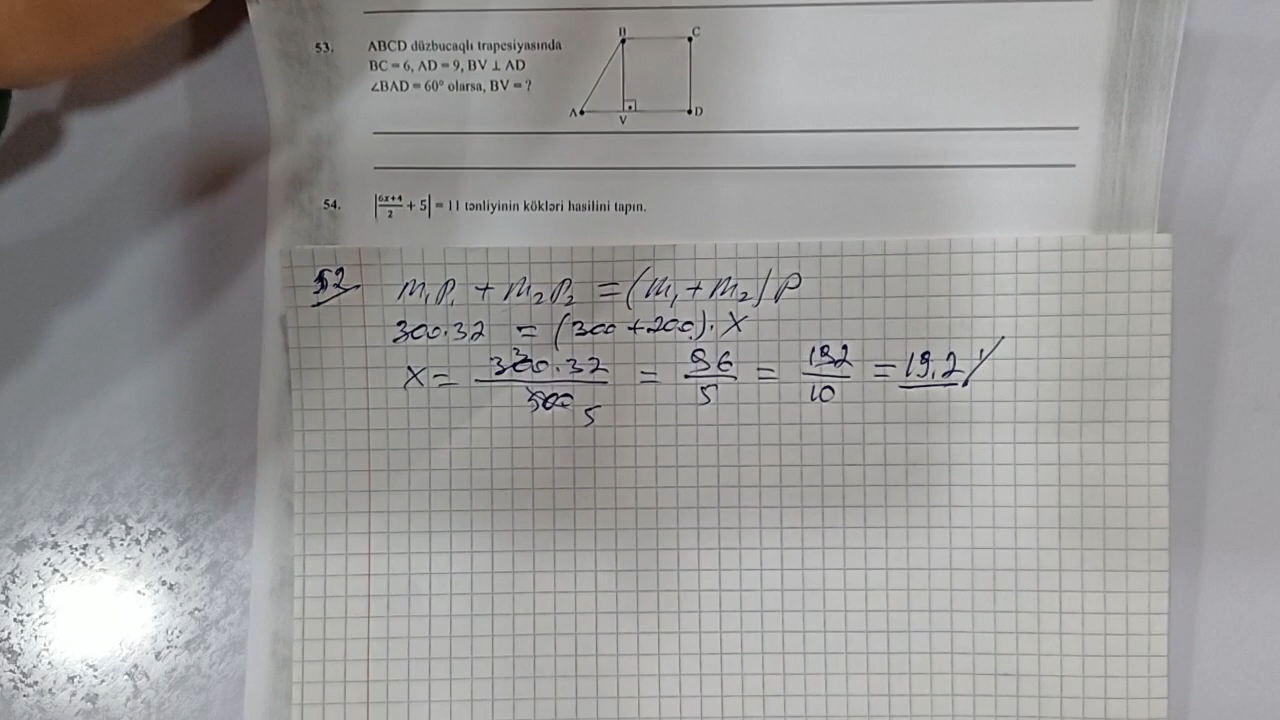 53. ABCD düzbucaqlı trapesiyasında
BC = 6, AD = 9, BV ⊥ AD
∠BAD = 60° olarsa, BV = ?
B C
A V D
54. |6x+4/2 + 5| = 11 tənliyinin kökləri hasilini tapın.
52 m₁p₁ + m₂p₂ = (m₁ + m₂)p
300·32 = (300 + 200)·x
x = 300·32/500 3 5 = 96/5 = 192/10 = 19,2%